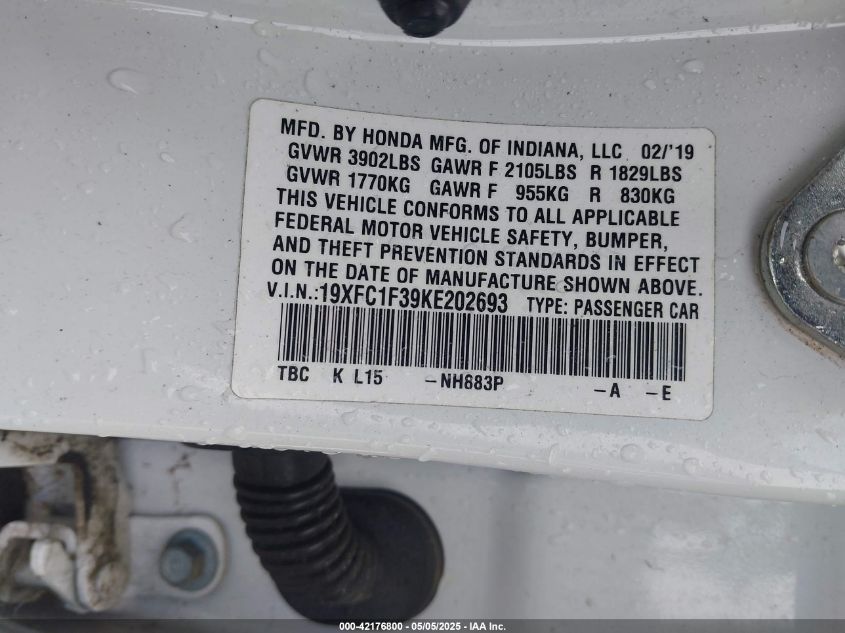 MFD. BY HONDA MFG. OF INDIANA, LLC 02/'19
GVWR 3902LBS GAWR F 2105LBS R 1829LBS
GVWR 1770KG GAWR F 955KG R 830KG
THIS VEHICLE CONFORMS TO ALL APPLICABLE
FEDERAL MOTOR VEHICLE SAFETY, BUMPER,
AND THEFT PREVENTION STANDARDS IN EFFECT
ON THE DATE OF MANUFACTURE SHOWN ABOVE.
V.I.N.:19XFC1F39KE202693 TYPE: PASSENGER CAR
TBC K L15 -NH883P -A -E
000-42176800 - 05/05/2025 - IAA Inc.